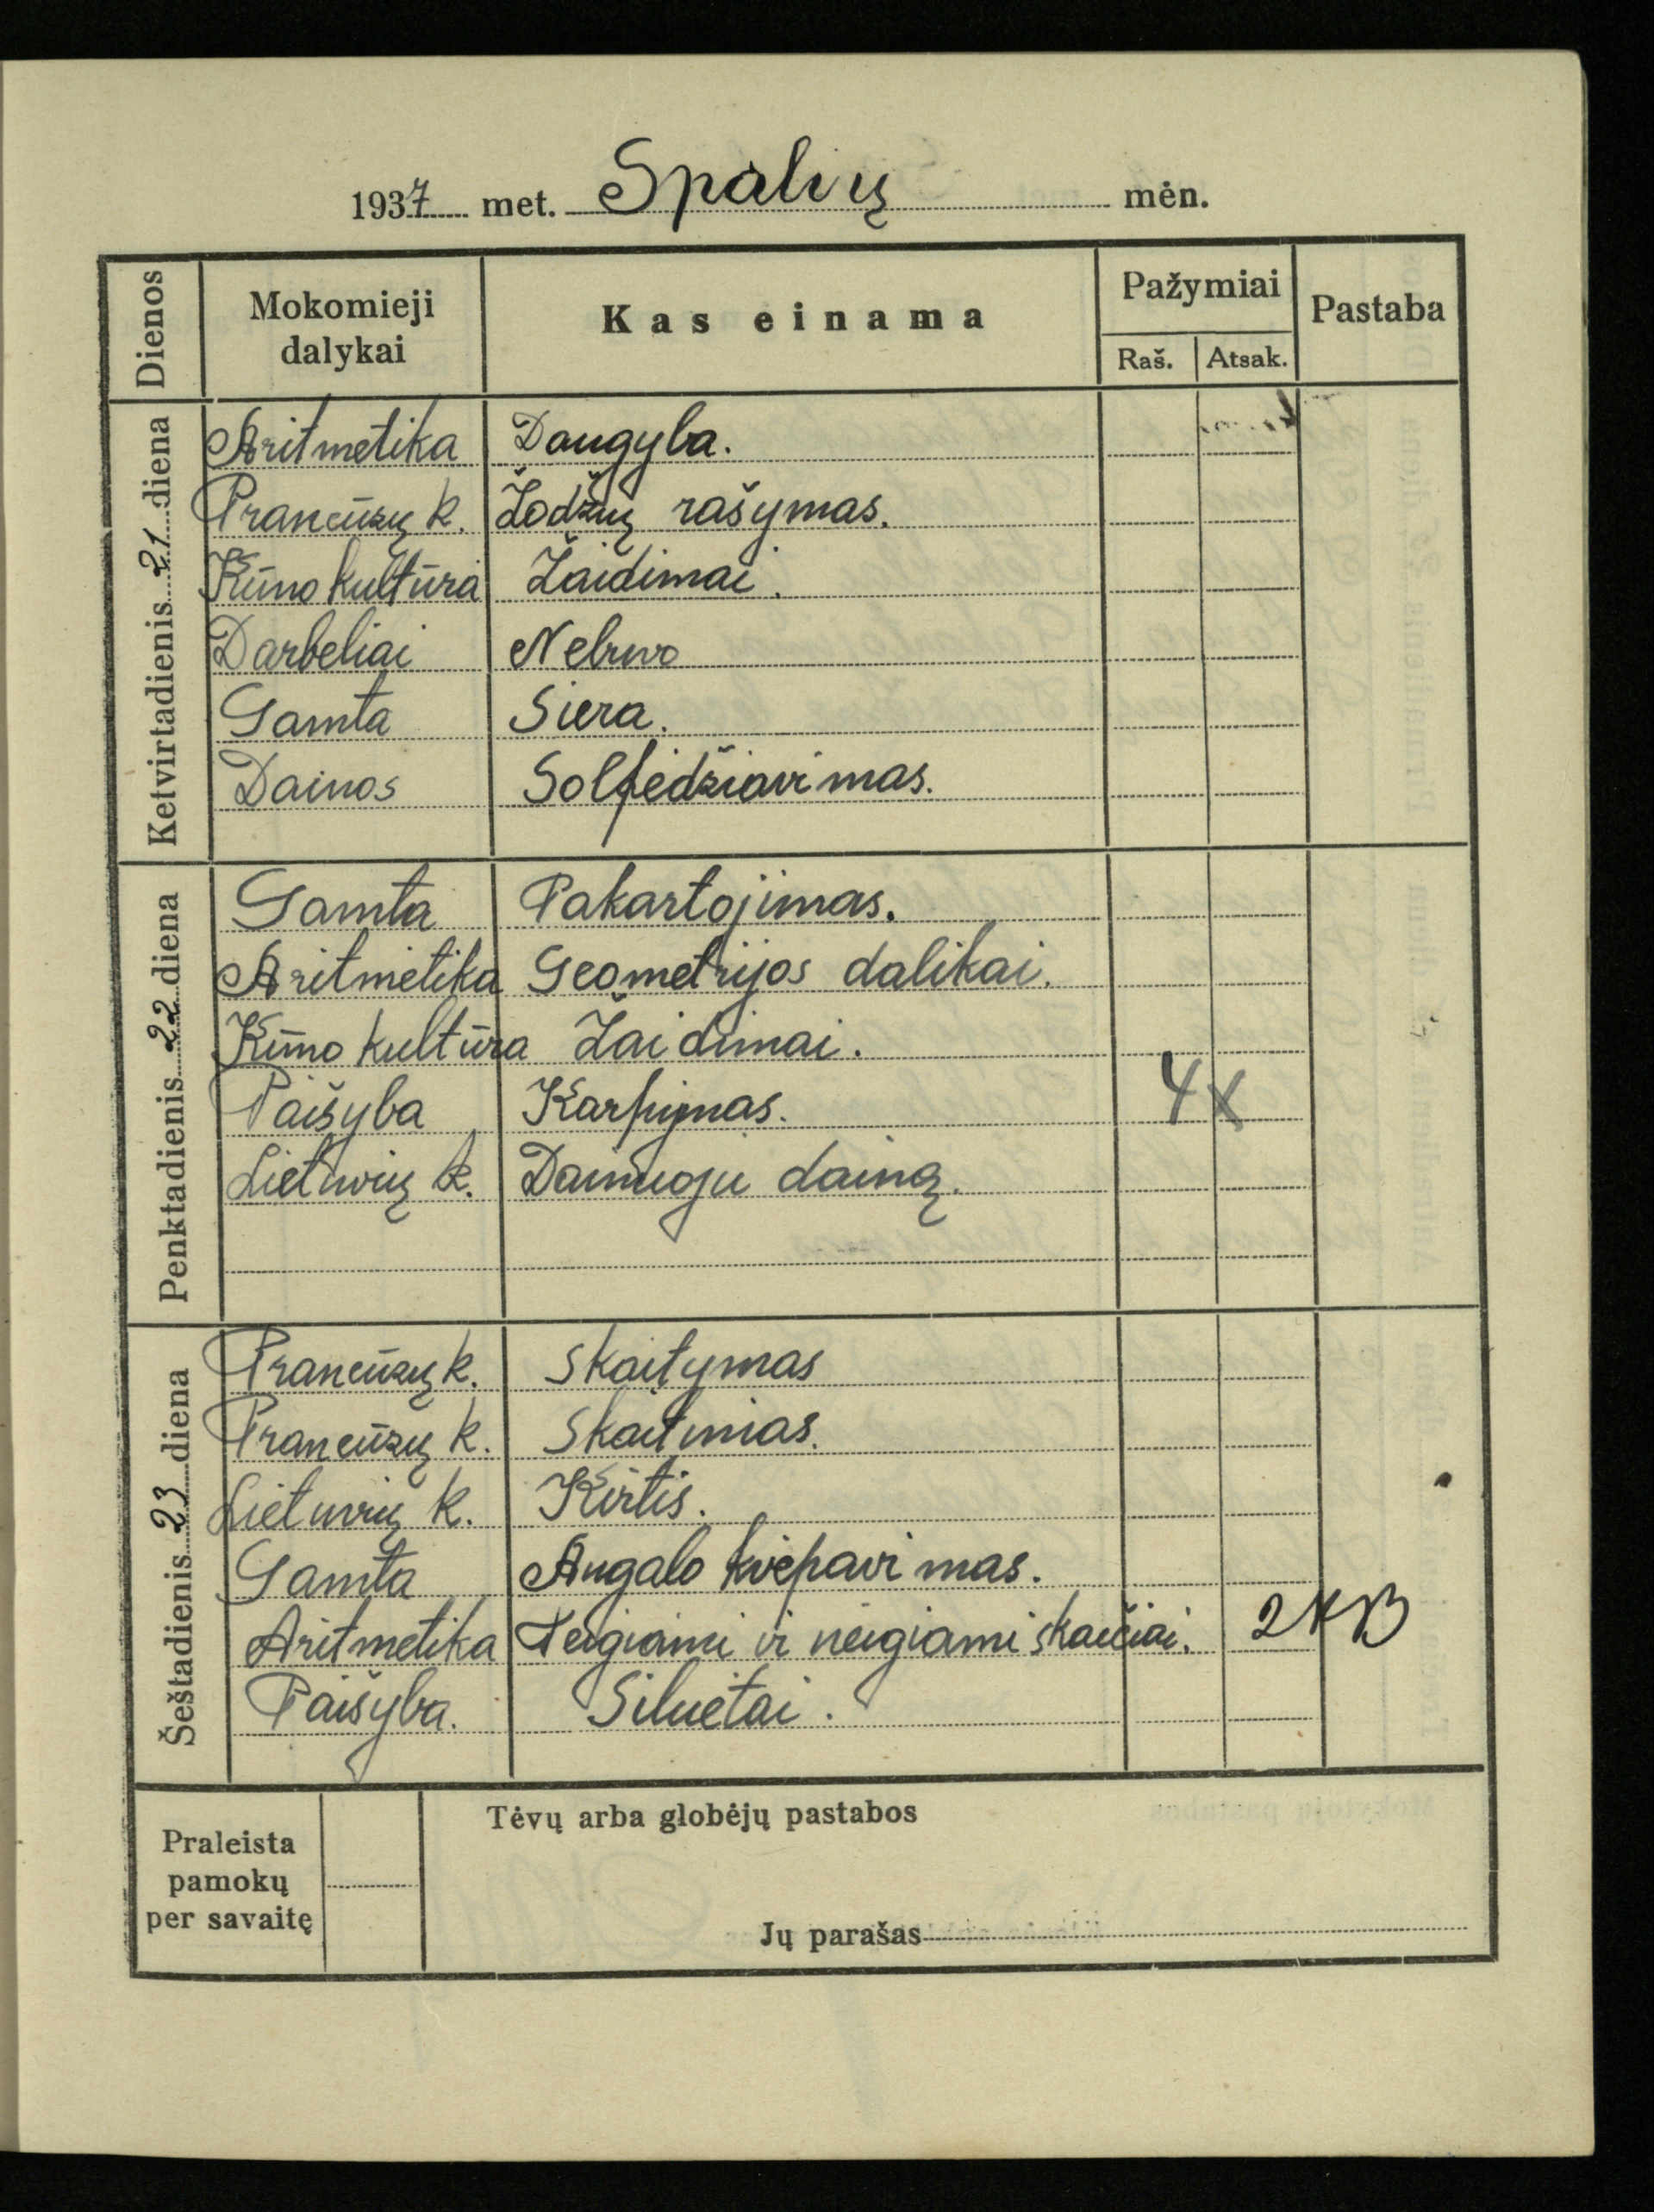 1937 met. Spalių mėn.
Dienos Mokomieji dalykai Kas einama Pažymiai Pastaba
Raš. Atsak.
Ketvirtadienis 21 diena
Aritmetika Daugyba.
Prancūzų k. Žodžių rašymas.
Kūno kultūra Žaidimai.
Darbeliai Nebuvo
Gamta Siera.
Dainos Solfedžiavimas.
Penktadienis 22 diena
Gamta Pakartojimas.
Aritmetika Geometrijos dalikai.
Kūno kultūra Žaidimai.
Paišyba Karpymas. 4X
Lietuvių k. Dainuoju dainą.
Šeštadienis 23 diena
Prancūzų k. Skaitymas
Prancūzų k. Skaitimas.
Lietuvių k. Kirtis.
Gamta Augalo kvėpavimas.
Aritmetika Teigiami ir neigiami skaičiai. 2
Paišyba. Siluetai.
Praleista
pamokų
per savaitę
Tėvų arba globėjų pastabos
Jų parašas